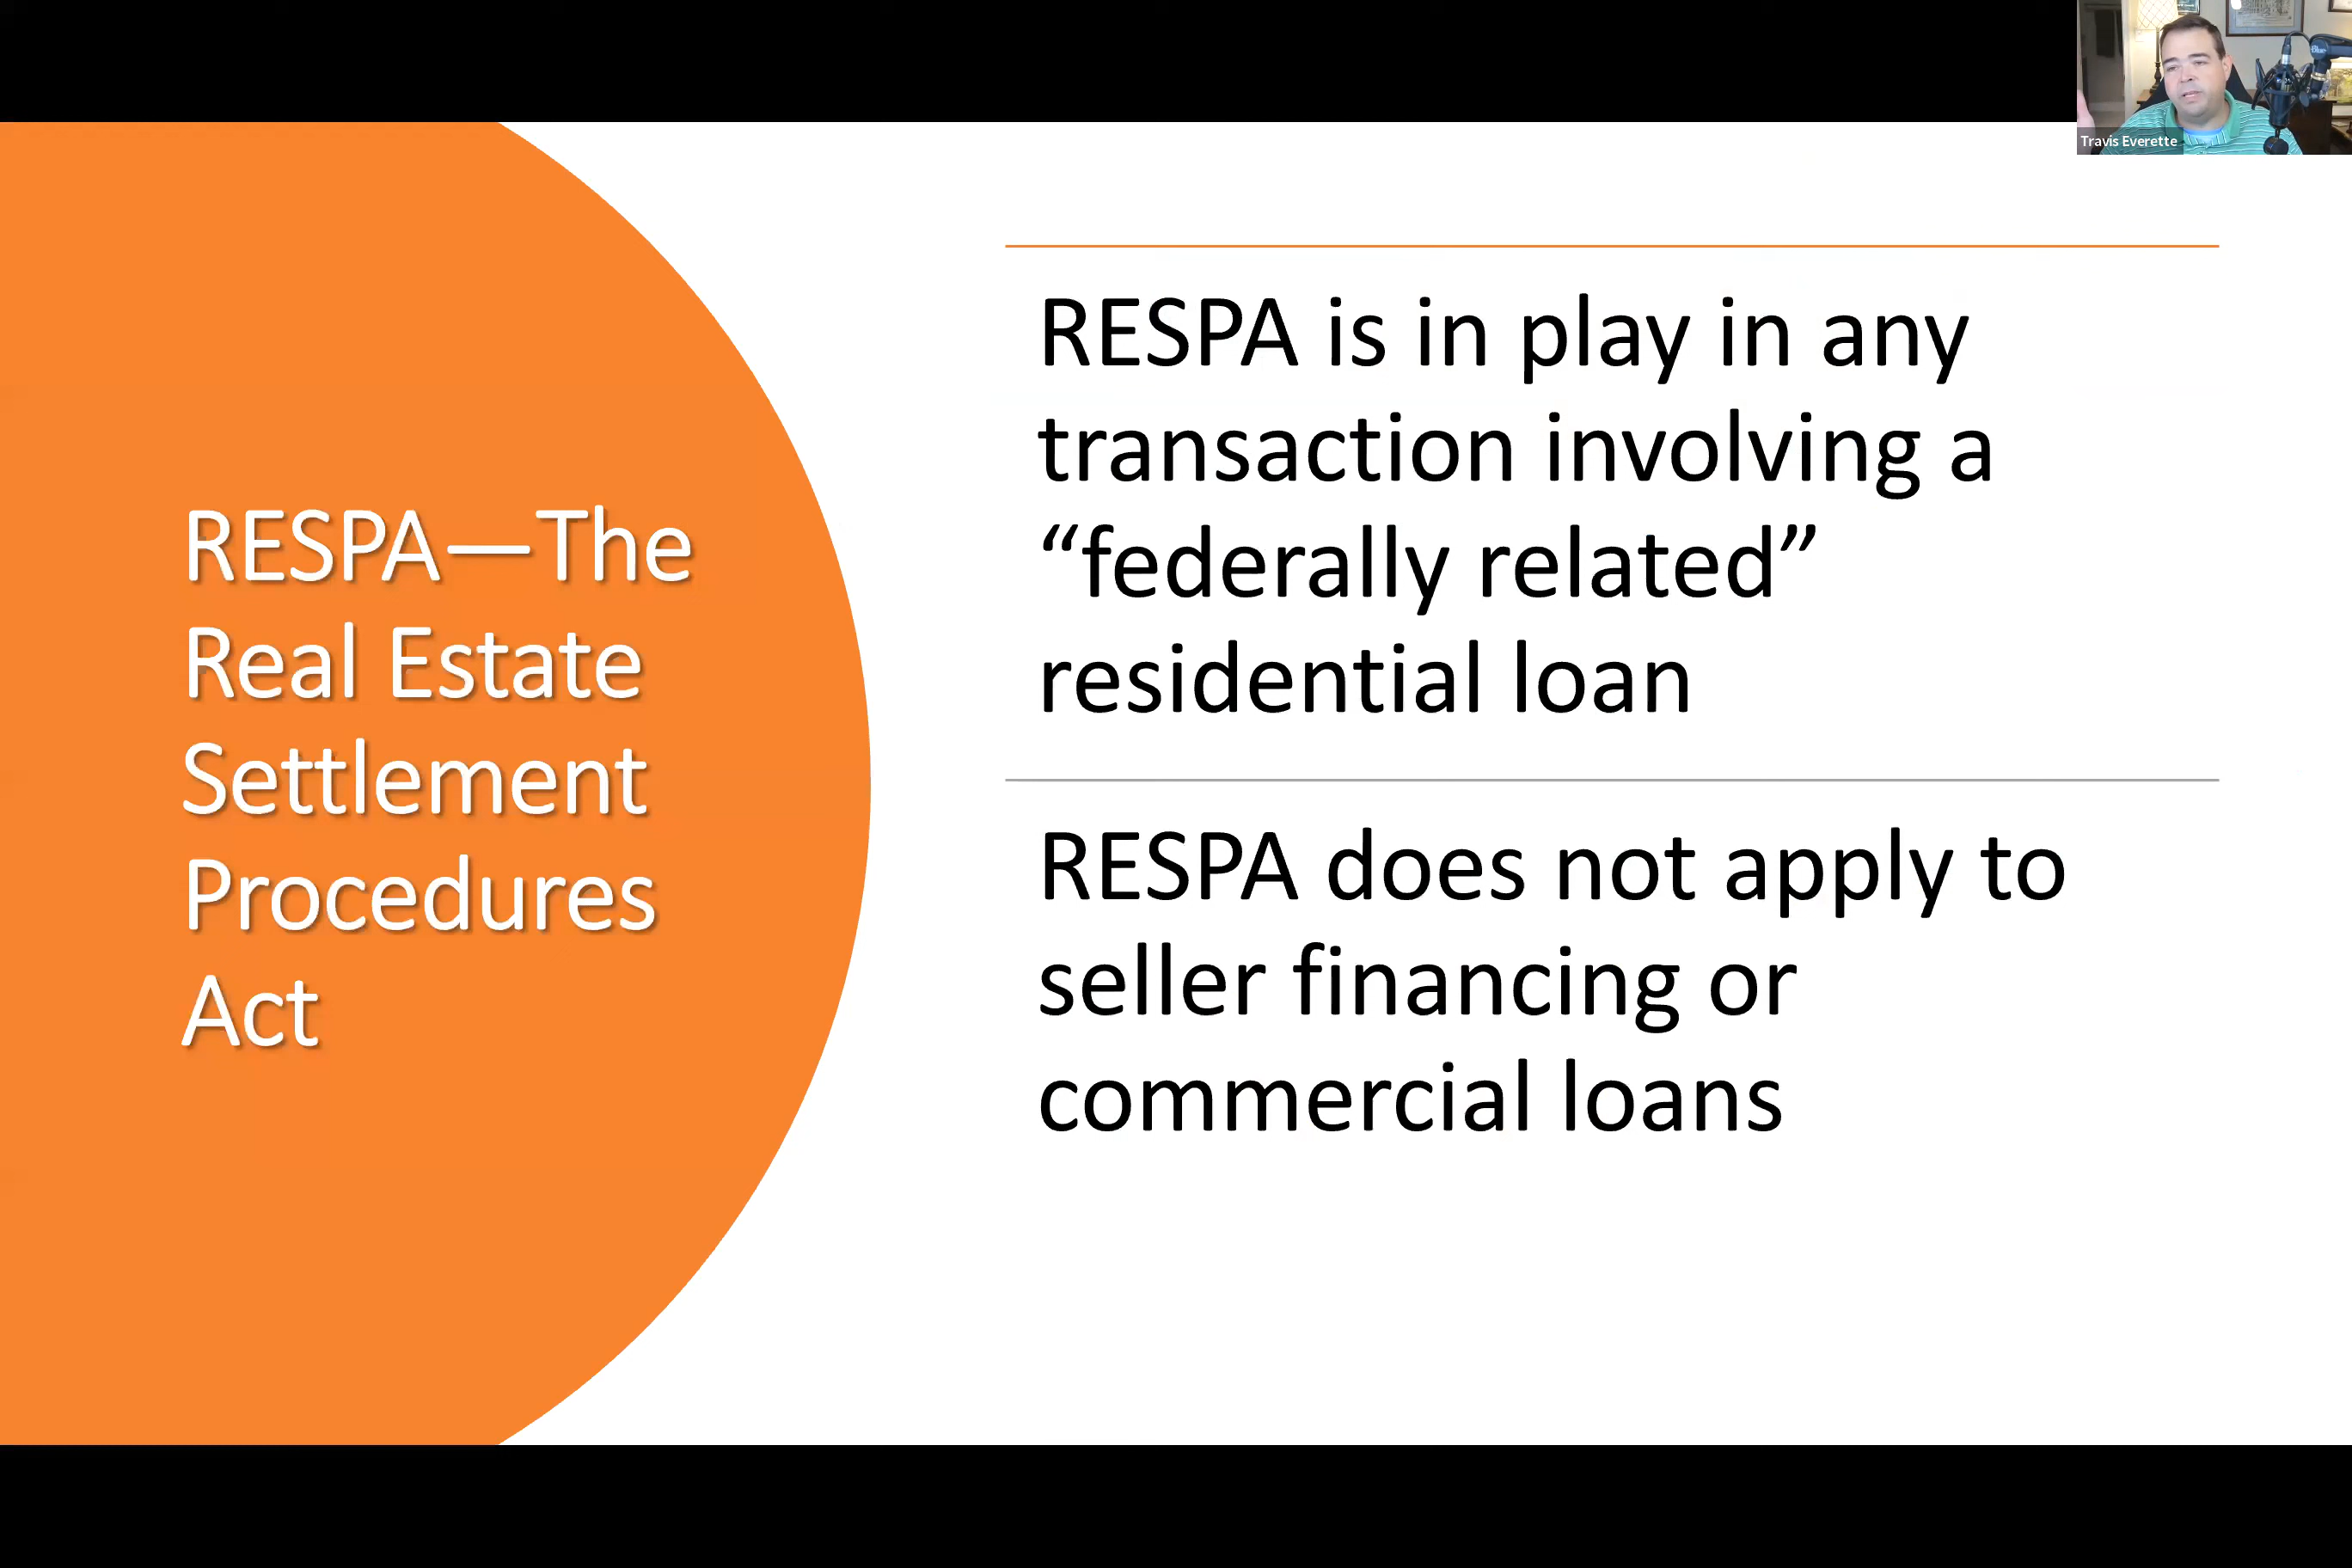 Travis Everette
RESPA—The
Real Estate
Settlement
Procedures
Act
RESPA is in play in any
transaction involving a
“federally related”
residential loan
RESPA does not apply to
seller financing or
commercial loans